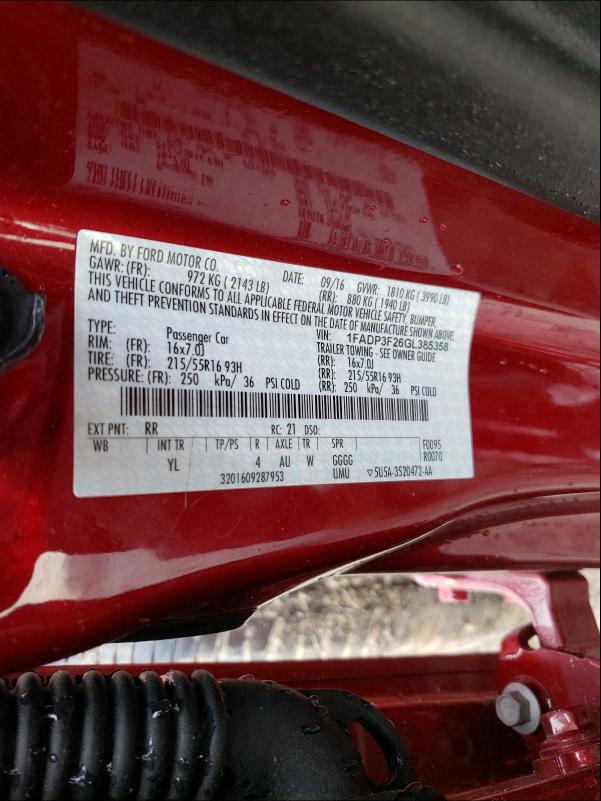 MFD. BY FORD MOTOR CO.
DATE: 09/16 GVWR: 1810 KG ( 3990 LB)
GAWR: (FR): 972 KG ( 2143 LB) (RR): 880 KG ( 1940 LB)
THIS VEHICLE CONFORMS TO ALL APPLICABLE FEDERAL MOTOR VEHICLE SAFETY, BUMPER,
AND THEFT PREVENTION STANDARDS IN EFFECT ON THE DATE OF MANUFACTURE SHOWN ABOVE.
VIN: 1FADP3F26GL385358
TYPE: Passenger Car TRAILER TOWING - SEE OWNER GUIDE
RIM: (FR): 16x7.0J (RR): 16x7.0J
TIRE: (FR): 215/55R16 93H (RR): 215/55R16 93H
PRESSURE: (FR): 250 kPa/ 36 PSI COLD (RR): 250 kPa/ 36 PSI COLD
EXT PNT: RR RC: 21 DSO:
WB INT TR TP/PS R AXLE TR SPR F0095
YL 4 AU W GGGG R0070
3201609287953 UMU ▽5U5A-3520472-AA